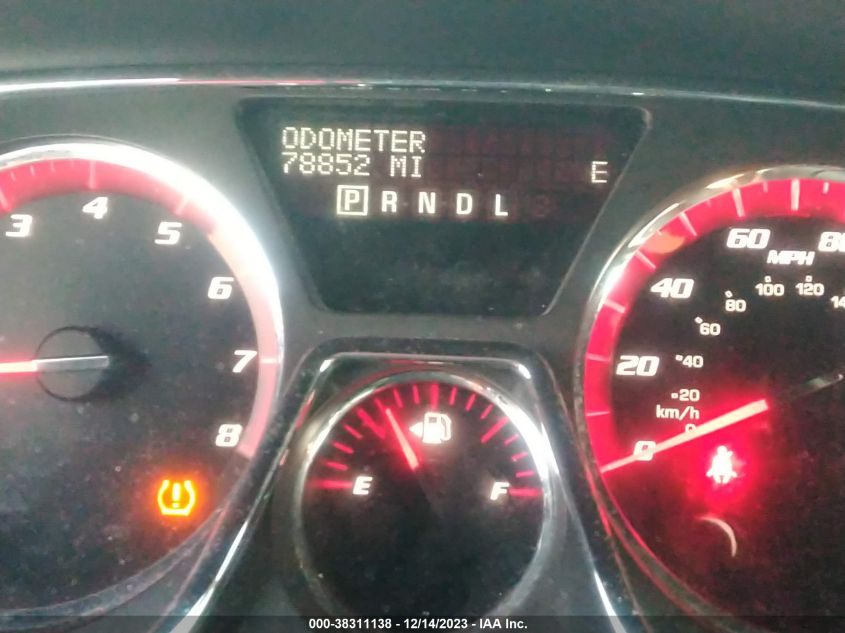 ODOMETER
78852 MI
E
P R N D L
3 4 5 6 7 8
E F
0 20 40 60 80
MPH
0 20 40 60 80 100 120
km/h
000-38311138 - 12/14/2023 - IAA Inc.